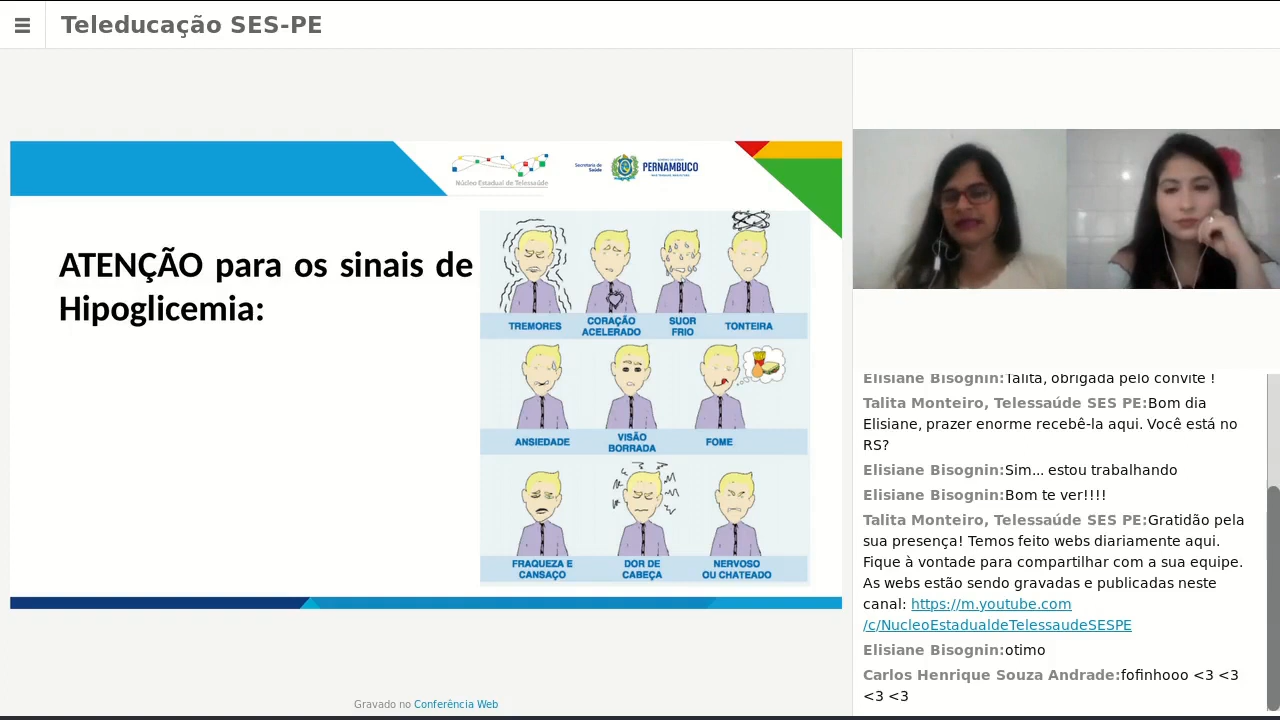 Teleducação SES-PE
Núcleo Estadual de Telessaúde
Secretaria de
Saúde
PERNAMBUCO
ATENÇÃO para os sinais de
Hipoglicemia:
TREMORES
CORAÇÃO
ACELERADO
SUOR
FRIO
TONTEIRA
ANSIEDADE
VISÃO
BORRADA
FOME
FRAQUEZA E
CANSAÇO
DOR DE
CABEÇA
NERVOSO
OU CHATEADO
Gravado no Conferência Web
Elisiane Bisognin:Talita, obrigada pelo convite !
Talita Monteiro, Telessaúde SES PE:Bom dia
Elisiane, prazer enorme recebê-la aqui. Você está no
RS?
Elisiane Bisognin:Sim... estou trabalhando
Elisiane Bisognin:Bom te ver!!!!
Talita Monteiro, Telessaúde SES PE:Gratidão pela
sua presença! Temos feito webs diariamente aqui.
Fique à vontade para compartilhar com a sua equipe.
As webs estão sendo gravadas e publicadas neste
canal: https://m.youtube.com
/c/NucleoEstadualdeTelessaudeSESPE
Elisiane Bisognin:otimo
Carlos Henrique Souza Andrade:fofinhooo <3 <3
<3 <3